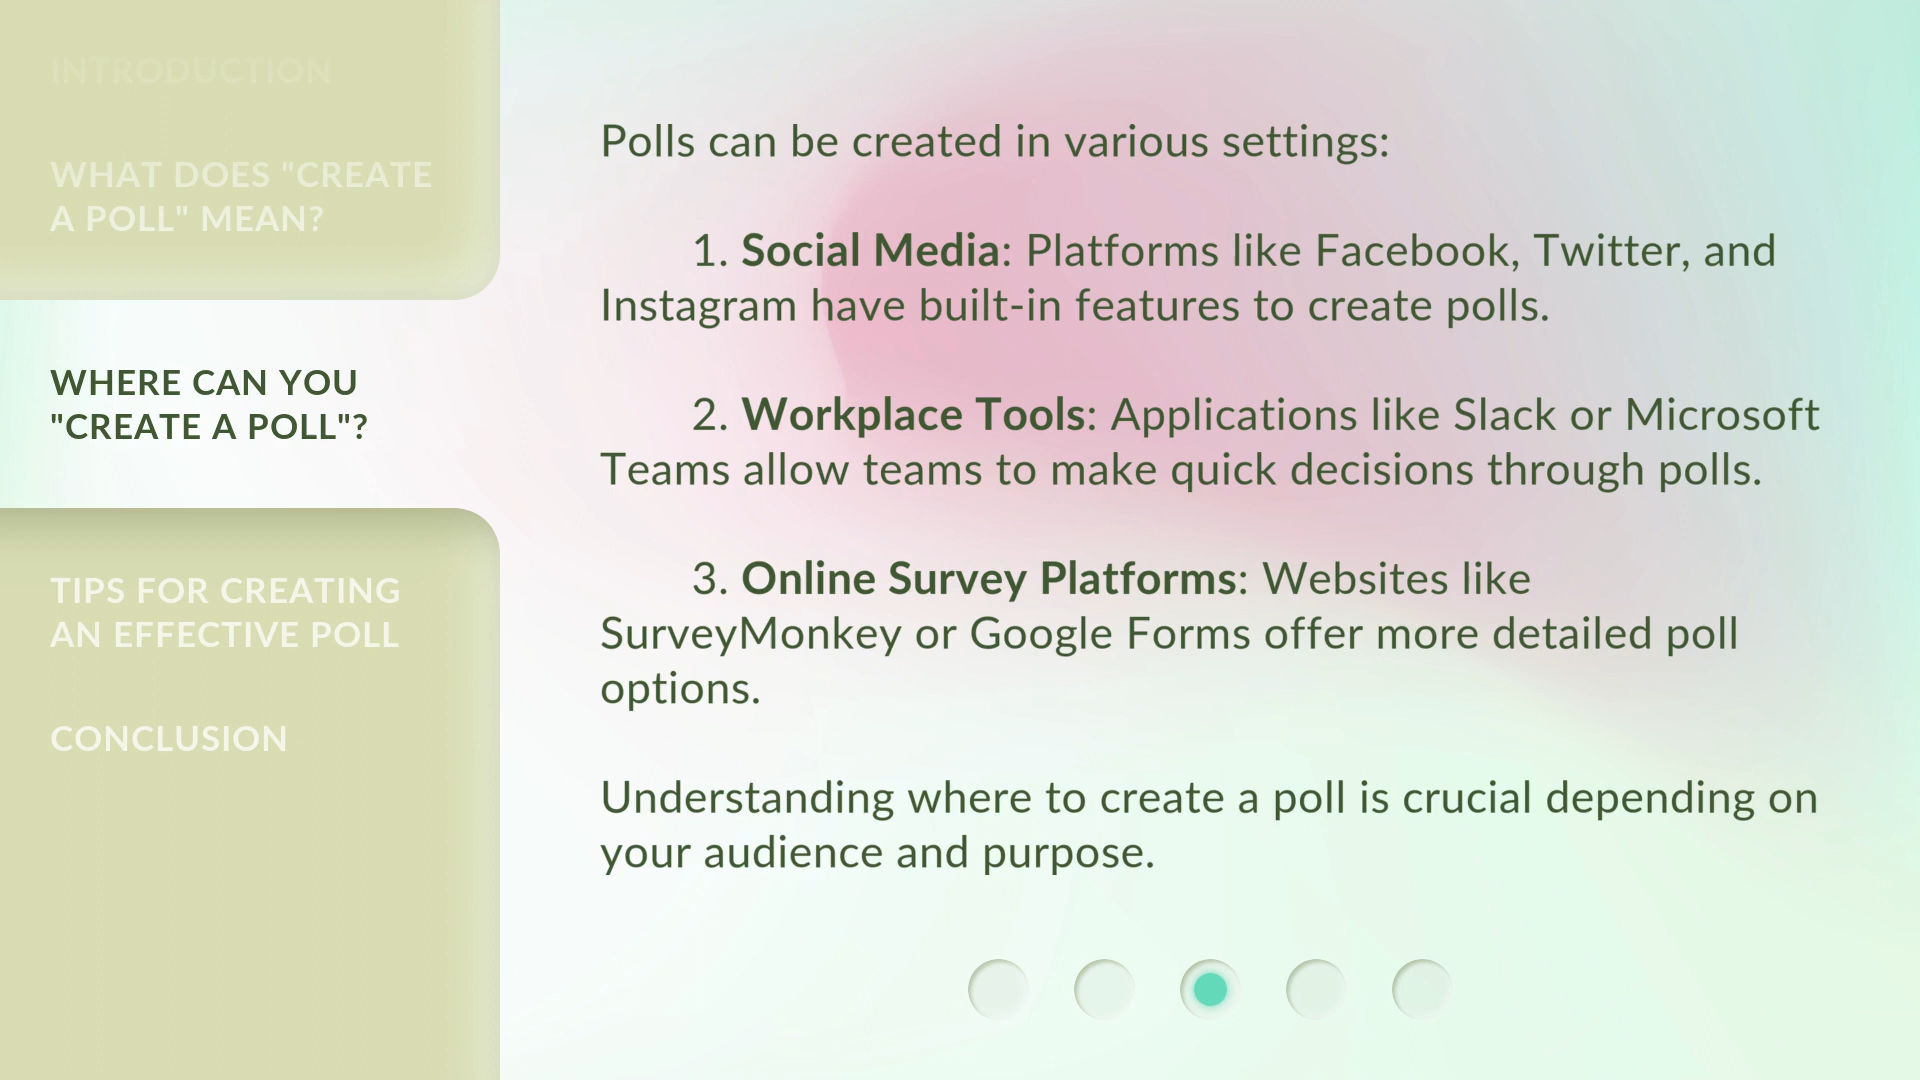 INTRODUCTION
WHAT DOES "CREATE
A POLL" MEAN?
WHERE CAN YOU
"CREATE A POLL"?
TIPS FOR CREATING
AN EFFECTIVE POLL
CONCLUSION
Polls can be created in various settings:
1. Social Media: Platforms like Facebook, Twitter, and
Instagram have built-in features to create polls.
2. Workplace Tools: Applications like Slack or Microsoft
Teams allow teams to make quick decisions through polls.
3. Online Survey Platforms: Websites like
SurveyMonkey or Google Forms offer more detailed poll
options.
Understanding where to create a poll is crucial depending on
your audience and purpose.